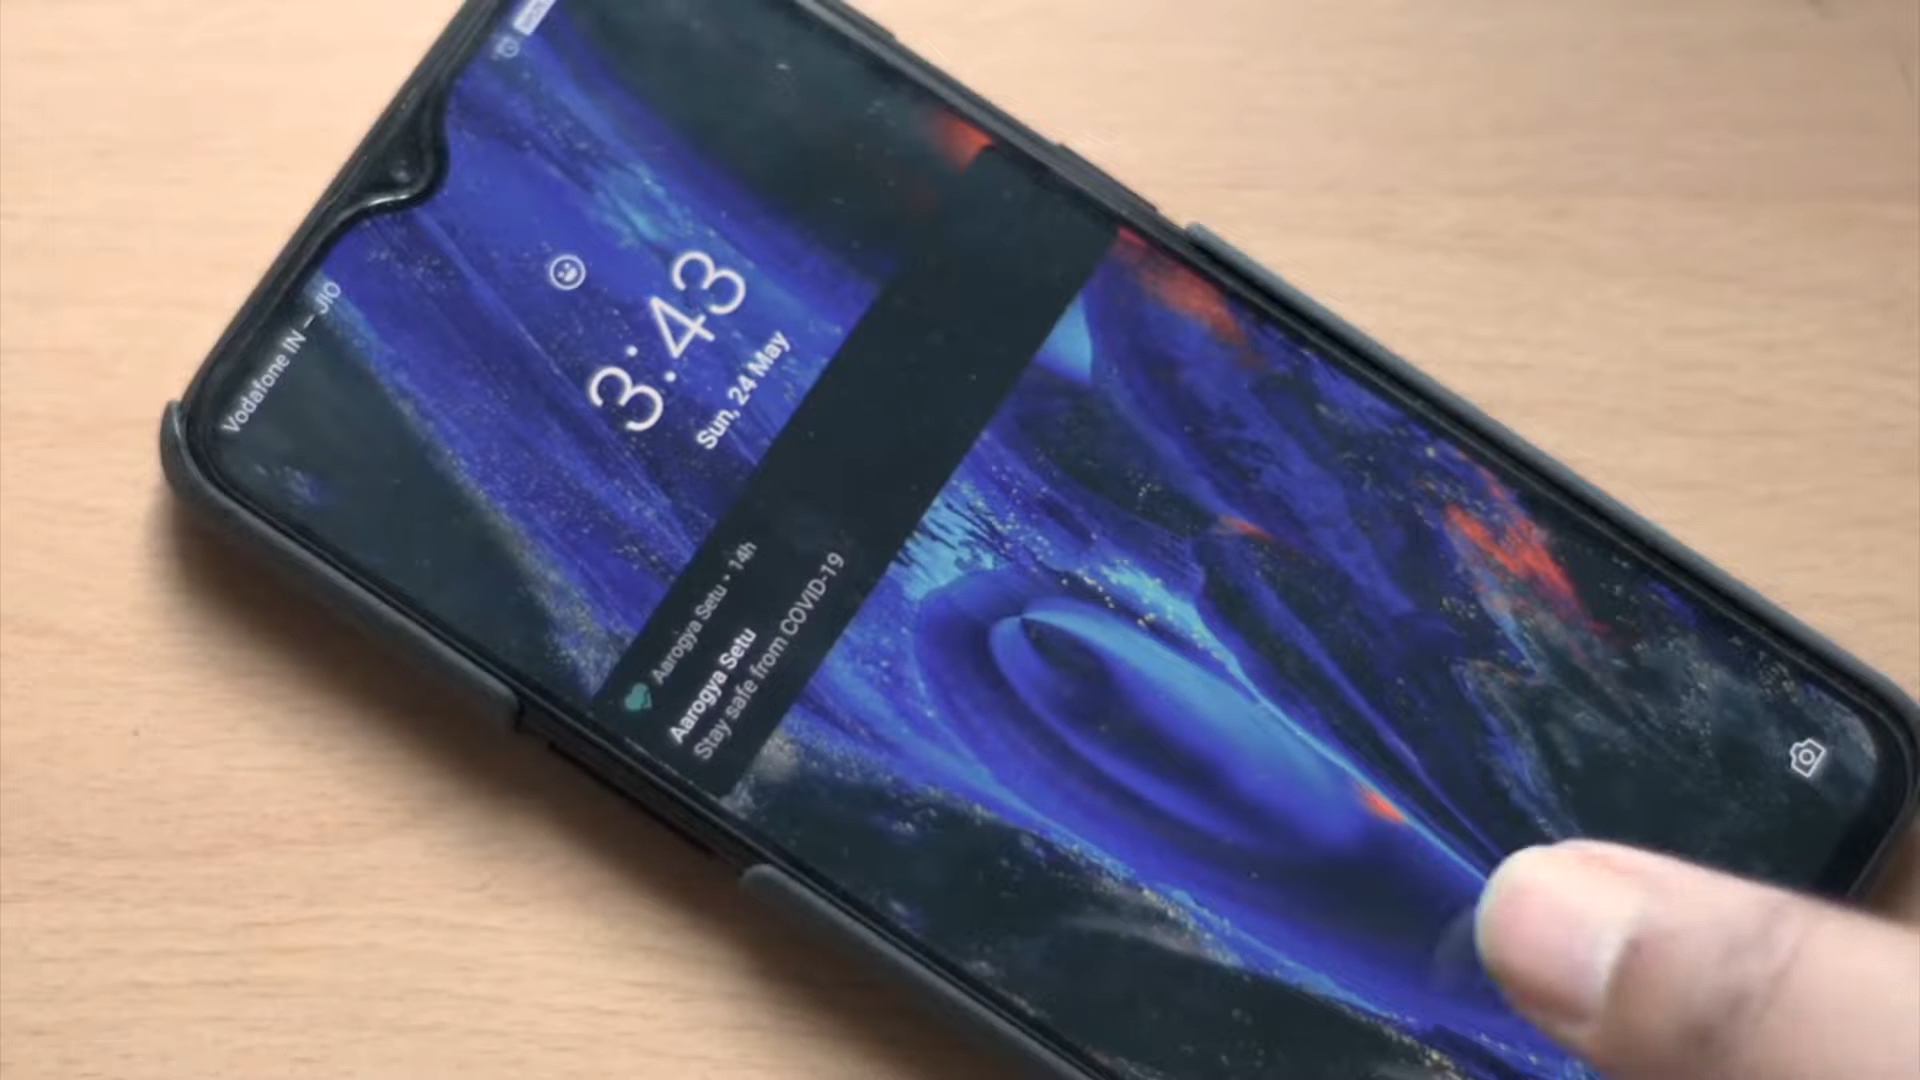 Vodafone IN — JIO
3:43
Sun, 24 May
Aarogya Setu • 14h
Aarogya Setu
Stay safe from COVID-19